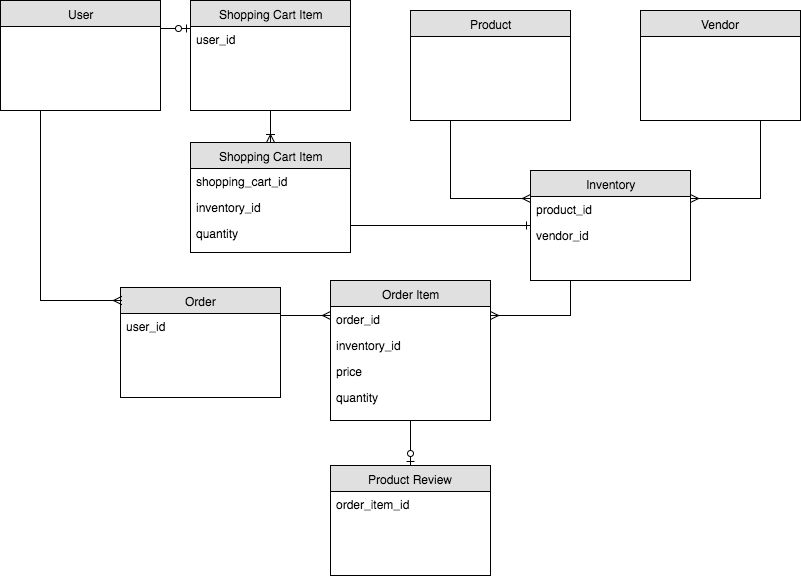 User
Shopping Cart Item
user_id
Product
Vendor
Shopping Cart Item
shopping_cart_id
inventory_id
quantity
Inventory
product_id
vendor_id
Order
user_id
Order Item
order_id
inventory_id
price
quantity
Product Review
order_item_id